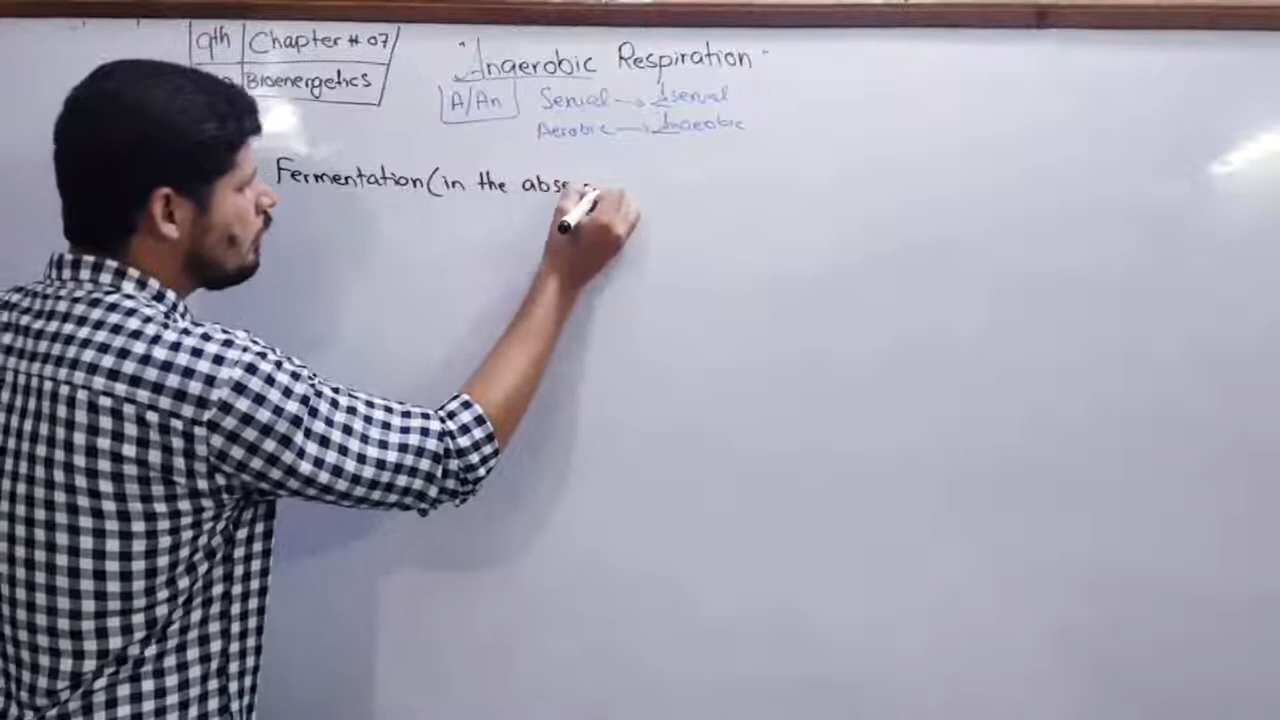 9th Chapter # 07
Bioenergetics
"Anaerobic Respiration"
A/An Sexual → Asexual
Aerobic → Anaerobic
Fermentation (in the abse